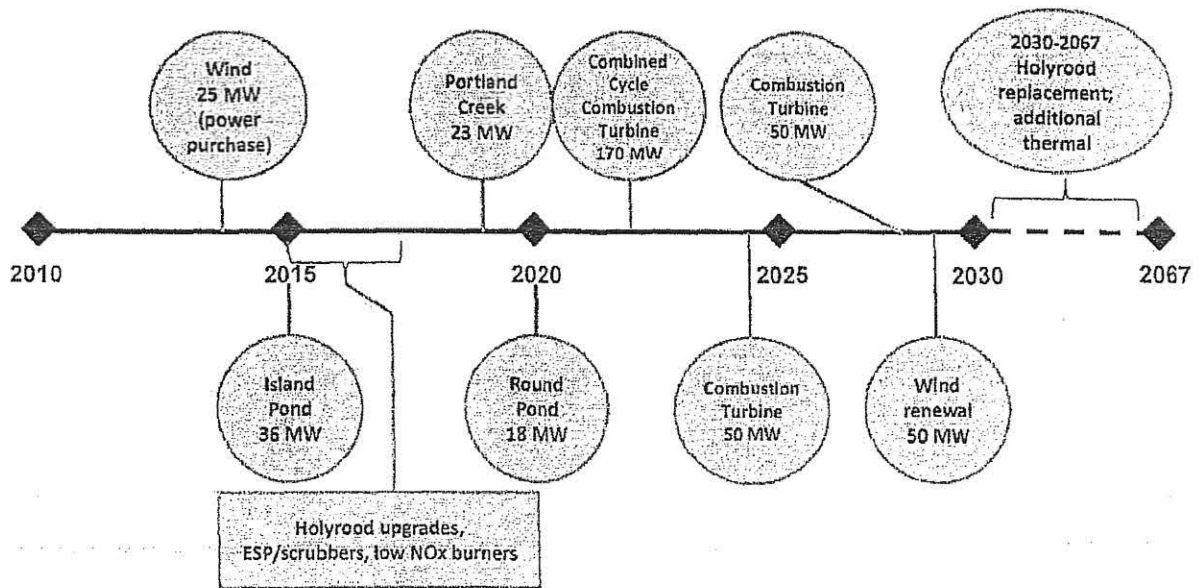 Wind
25 MW
(power
purchase)
Portland
Creek
23 MW
Combined
Cycle
Combustion
Turbine
170 MW
Combustion
Turbine
50 MW
2030-2067
Holyrood
replacement;
additional
thermal
2010
2015
2020
2025
2030
2067
Island
Pond
36 MW
Round
Pond
18 MW
Combustion
Turbine
50 MW
Wind
renewal
50 MW
Holyrood upgrades,
ESP/scrubbers, low NOx burners